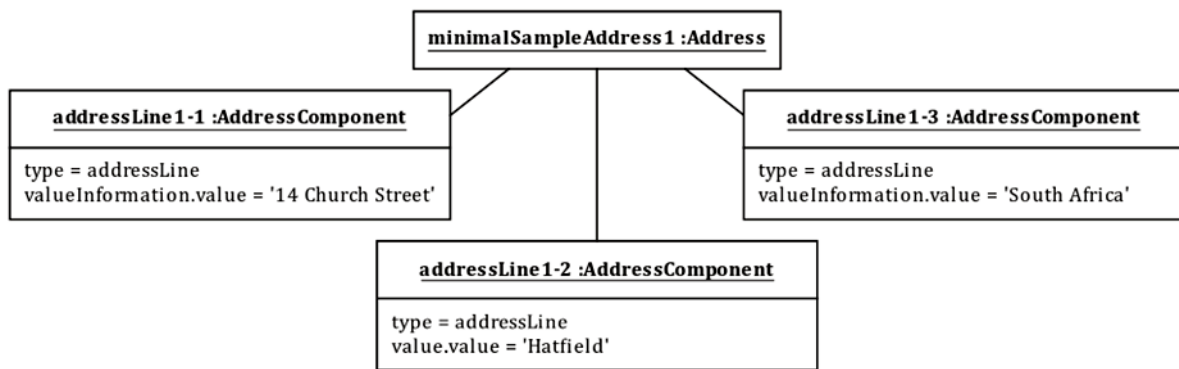 minimalSampleAddress1 :Address
addressLine1-1 :AddressComponent
type = addressLine
valueInformation.value = '14 Church Street'
addressLine1-3 :AddressComponent
type = addressLine
valueInformation.value = 'South Africa'
addressLine1-2 :AddressComponent
type = addressLine
value.value = 'Hatfield'